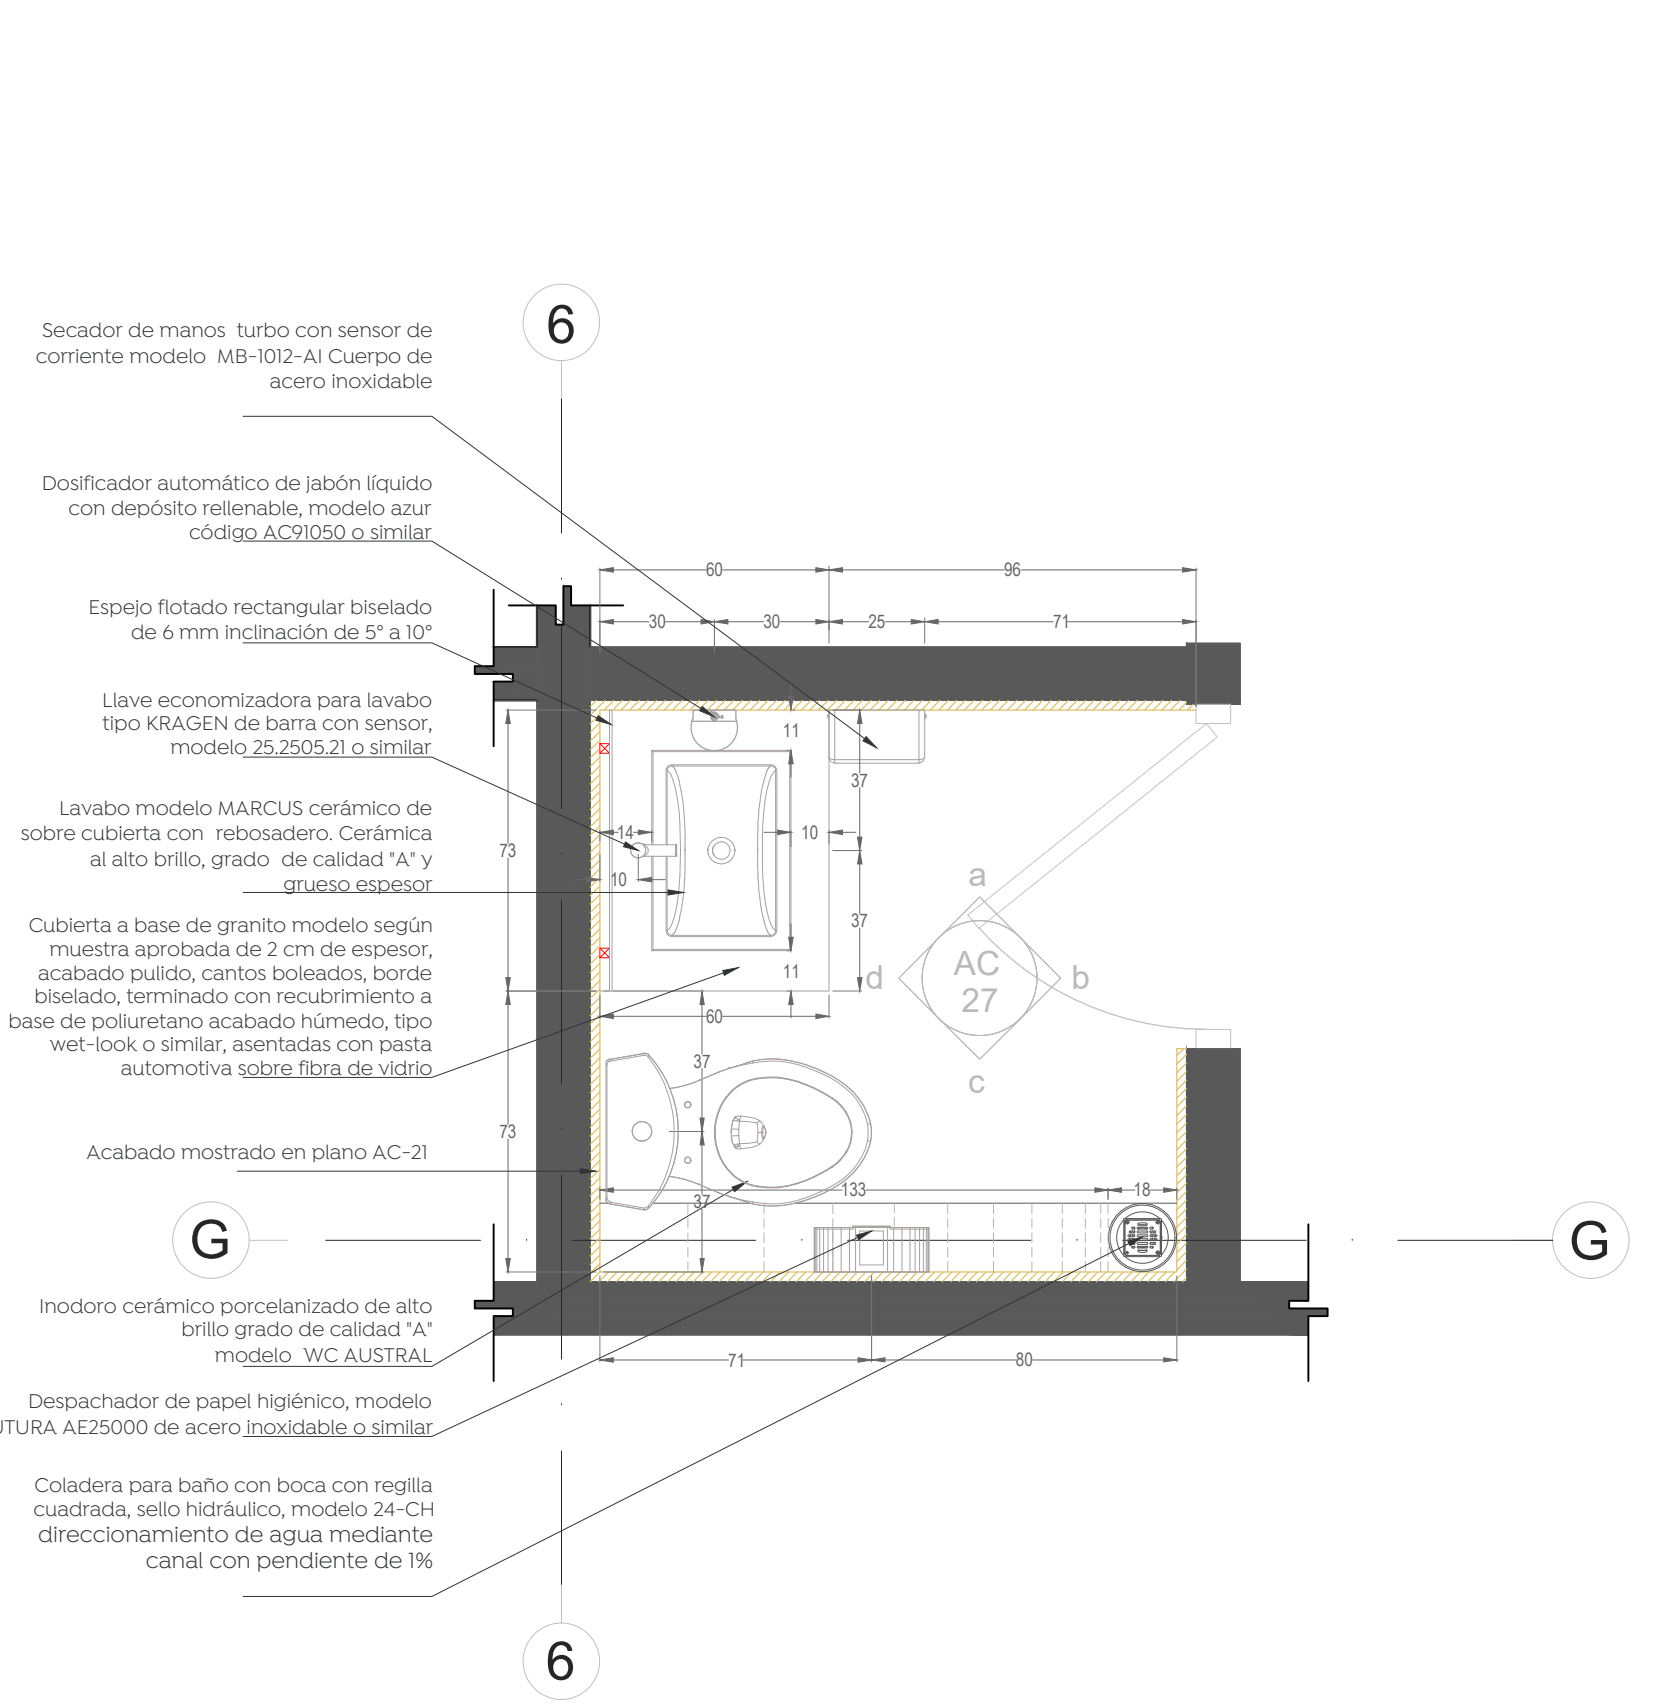 6
Secador de manos turbo con sensor de
corriente modelo MB-1012-AI Cuerpo de
acero inoxidable
Dosificador automático de jabón líquido
con depósito rellenable, modelo azur
código AC91050 o similar
Espejo flotado rectangular biselado
de 6 mm inclinación de 5° a 10°
Llave economizadora para lavabo
tipo KRAGEN de barra con sensor,
modelo 25.2505.21 o similar
Lavabo modelo MARCUS cerámico de
sobre cubierta con rebosadero. Cerámica
al alto brillo, grado de calidad "A" y
grueso espesor
Cubierta a base de granito modelo según
muestra aprobada de 2 cm de espesor,
acabado pulido, cantos boleados, borde
biselado, terminado con recubrimiento a
base de poliuretano acabado húmedo, tipo
wet-look o similar, asentadas con pasta
automotiva sobre fibra de vidrio
Acabado mostrado en plano AC-21
G
Inodoro cerámico porcelanizado de alto
brillo grado de calidad "A"
modelo WC AUSTRAL
Despachador de papel higiénico, modelo
UTURA AE25000 de acero inoxidable o similar
Coladera para baño con boca con regilla
cuadrada, sello hidráulico, modelo 24-CH
direccionamiento de agua mediante
canal con pendiente de 1%
60
96
30
30
25
71
11
37
14
10
73
10
37
11
60
a
d
AC
27
b
c
37
73
37
133
18
G
71
80
6